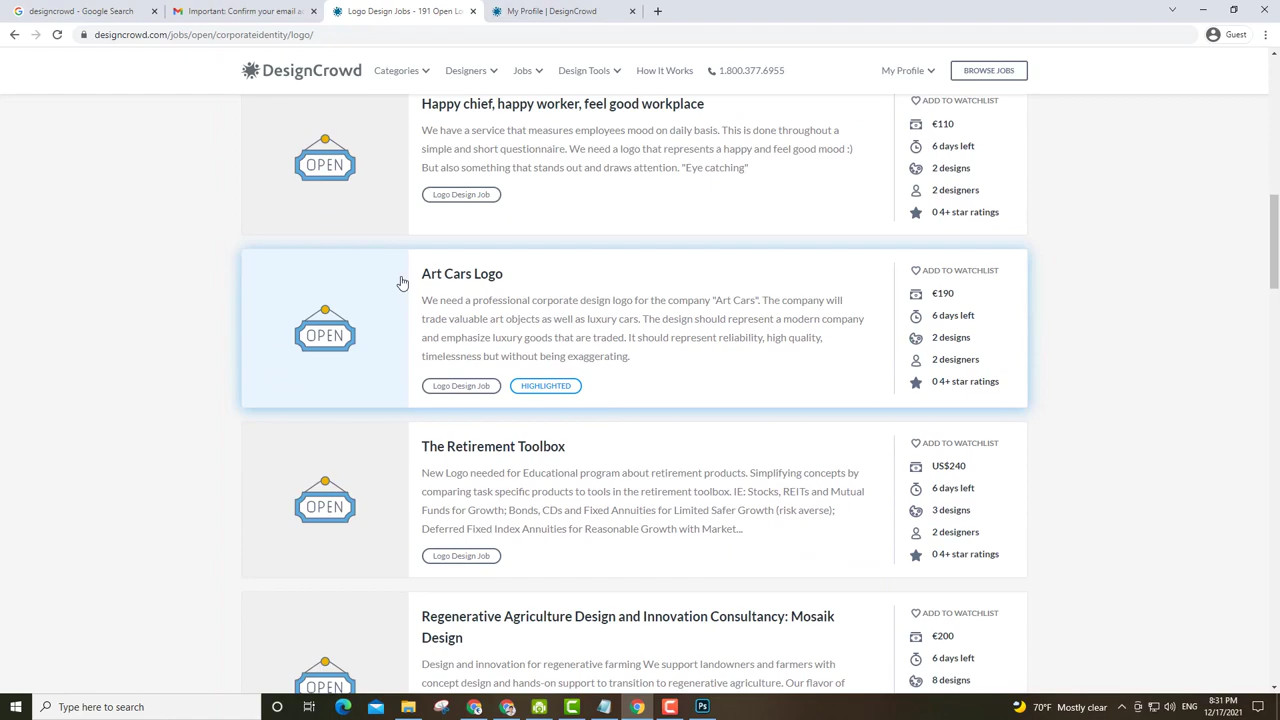 designcrowd - Google Search
Important: Confirm your email a
Logo Design Jobs - 191 Open Lo
My Profile | DesignCrowd
designcrowd.com/jobs/open/corporateidentity/logo/
Guest
DesignCrowd
Categories
Designers
Jobs
Design Tools
How It Works
1.800.377.6955
My Profile
BROWSE JOBS
Happy chief, happy worker, feel good workplace
We have a service that measures employees mood on daily basis. This is done throughout a
simple and short questionnaire. We need a logo that represents a happy and feel good mood :)
But also something that stands out and draws attention. "Eye catching"
Logo Design Job
ADD TO WATCHLIST
€110
6 days left
2 designs
2 designers
0 4+ star ratings
OPEN
Art Cars Logo
We need a professional corporate design logo for the company "Art Cars". The company will
trade valuable art objects as well as luxury cars. The design should represent a modern company
and emphasize luxury goods that are traded. It should represent reliability, high quality,
timelessness but without being exaggerating.
Logo Design Job
HIGHLIGHTED
ADD TO WATCHLIST
€190
6 days left
2 designs
2 designers
0 4+ star ratings
OPEN
The Retirement Toolbox
New Logo needed for Educational program about retirement products. Simplifying concepts by
comparing task specific products to tools in the retirement toolbox. IE: Stocks, REITs and Mutual
Funds for Growth; Bonds, CDs and Fixed Annuities for Limited Safer Growth (risk averse);
Deferred Fixed Index Annuities for Reasonable Growth with Market...
Logo Design Job
ADD TO WATCHLIST
US$240
6 days left
3 designs
2 designers
0 4+ star ratings
OPEN
Regenerative Agriculture Design and Innovation Consultancy: Mosaik
Design
Design and innovation for regenerative farming We support landowners and farmers with
concept design and hands-on support to transition to regenerative agriculture. Our flavor of
ADD TO WATCHLIST
€200
6 days left
8 designs
OPEN
Type here to search
70°F Mostly clear
8:31 PM
12/17/2021